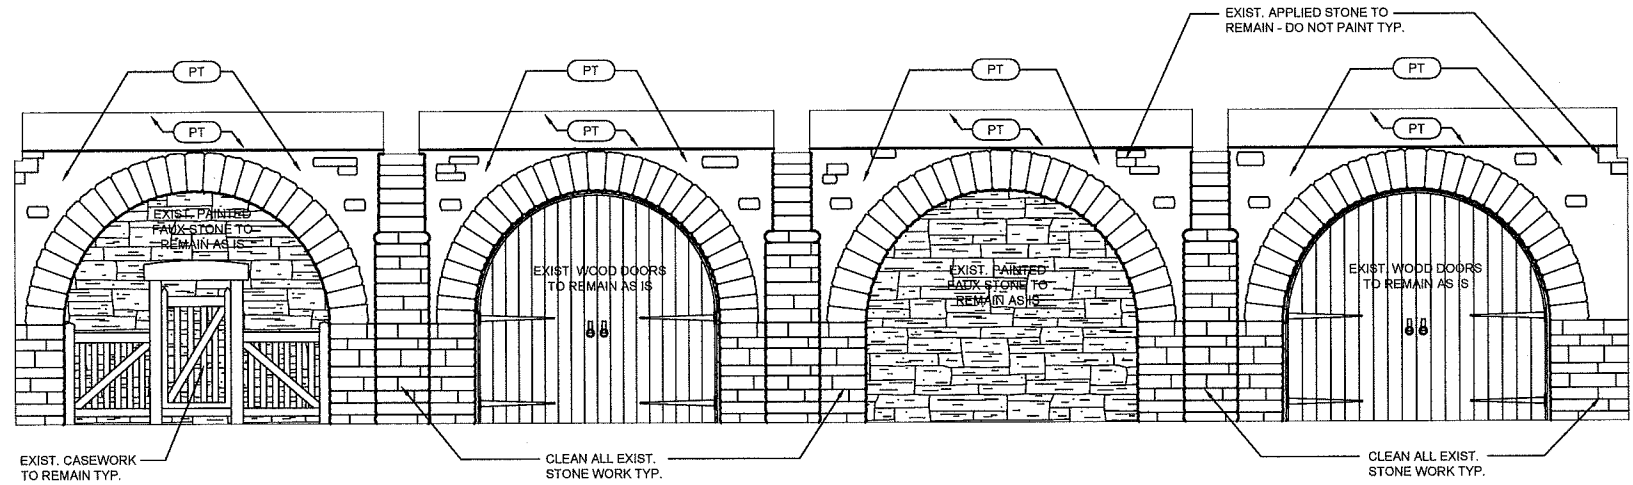 EXIST. APPLIED STONE TO
REMAIN - DO NOT PAINT TYP.
PT
PT
PT
PT
PT
PT
PT
PT
EXIST. PAINTED
FAUX STONE TO
REMAIN AS IS
EXIST. WOOD DOORS
TO REMAIN AS IS
EXIST. PAINTED
FAUX STONE TO
REMAIN AS IS
EXIST. WOOD DOORS
TO REMAIN AS IS
EXIST. CASEWORK
TO REMAIN TYP.
CLEAN ALL EXIST.
STONE WORK TYP.
CLEAN ALL EXIST.
STONE WORK TYP.